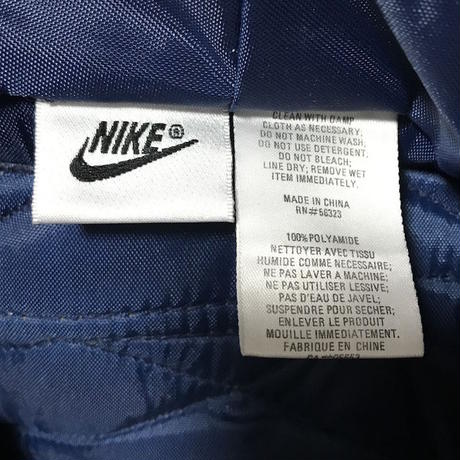 NIKE®
CLEAN WITH DAMP
CLOTH AS NECESSARY;
DO NOT MACHINE WASH;
DO NOT USE DETERGENT;
DO NOT BLEACH;
LINE DRY; REMOVE WET
ITEM IMMEDIATELY.
MADE IN CHINA
RN#56323
100% POLYAMIDE
NETTOYER AVEC TISSU
HUMIDE COMME NECESSAIRE;
NE PAS LAVER A MACHINE;
NE PAS UTILISER LESSIVE;
PAS D'EAU DE JAVEL;
SUSPENDRE POUR SECHER;
ENLEVER LE PRODUIT
MOUILLE IMMEDIATEMENT.
FABRIQUE EN CHINE